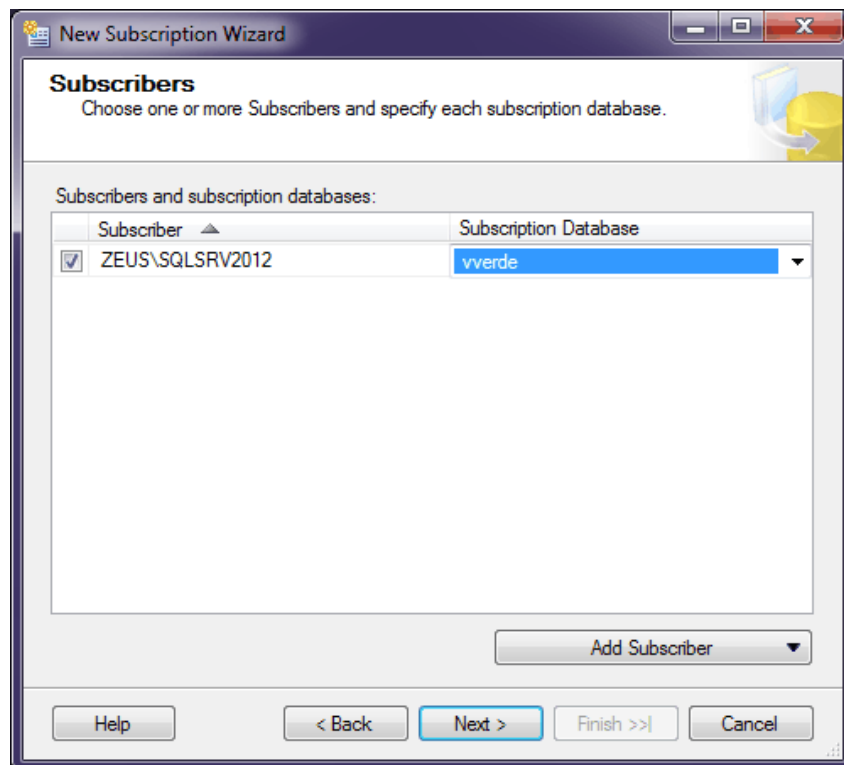 New Subscription Wizard
Subscribers
Choose one or more Subscribers and specify each subscription database.
Subscribers and subscription databases:
Subscriber Subscription Database
ZEUS\SQLSRV2012 vverde
Add Subscriber
Help < Back Next > Finish >>| Cancel